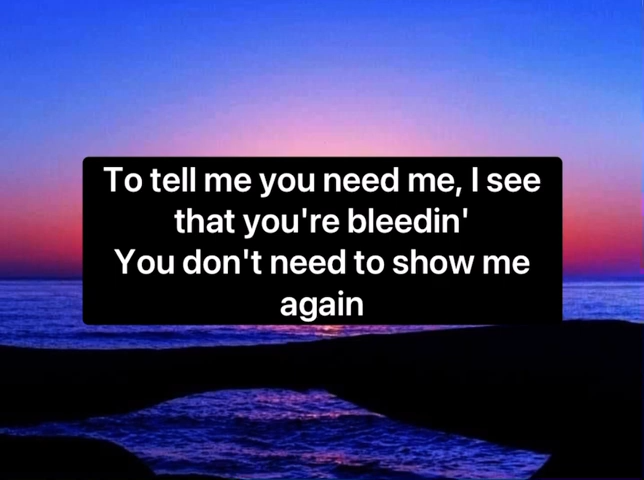 To tell me you need me, I see
that you're bleedin'
You don't need to show me
again